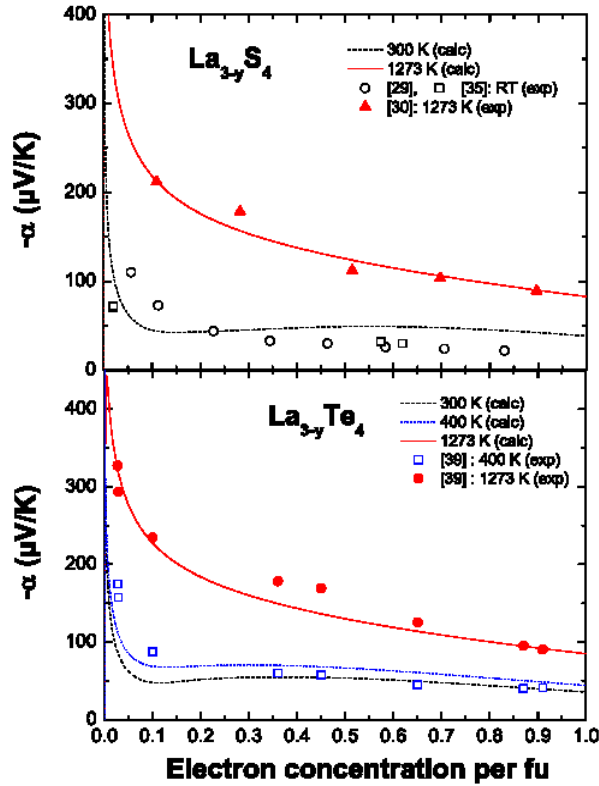 400
La3-yS4
300 K (calc)
1273 K (calc)
[29], [35]: RT (exp)
[30]: 1273 K (exp)
300
200
100
0
-α (µV/K)
La3-yTe4
300 K (calc)
400 K (calc)
1273 K (calc)
[39] : 400 K (exp)
[39] : 1273 K (exp)
400
300
200
100
0
-α (µV/K)
0.0 0.1 0.2 0.3 0.4 0.5 0.6 0.7 0.8 0.9 1.0
Electron concentration per fu